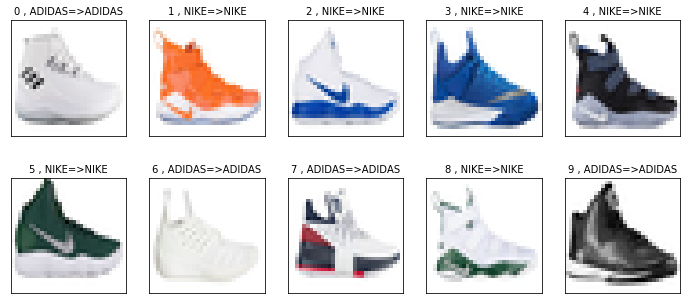 0 , ADIDAS=>ADIDAS
1 , NIKE=>NIKE
2 , NIKE=>NIKE
3 , NIKE=>NIKE
4 , NIKE=>NIKE
5 , NIKE=>NIKE
6 , ADIDAS=>ADIDAS
7 , ADIDAS=>ADIDAS
8 , NIKE=>NIKE
9 , ADIDAS=>ADIDAS